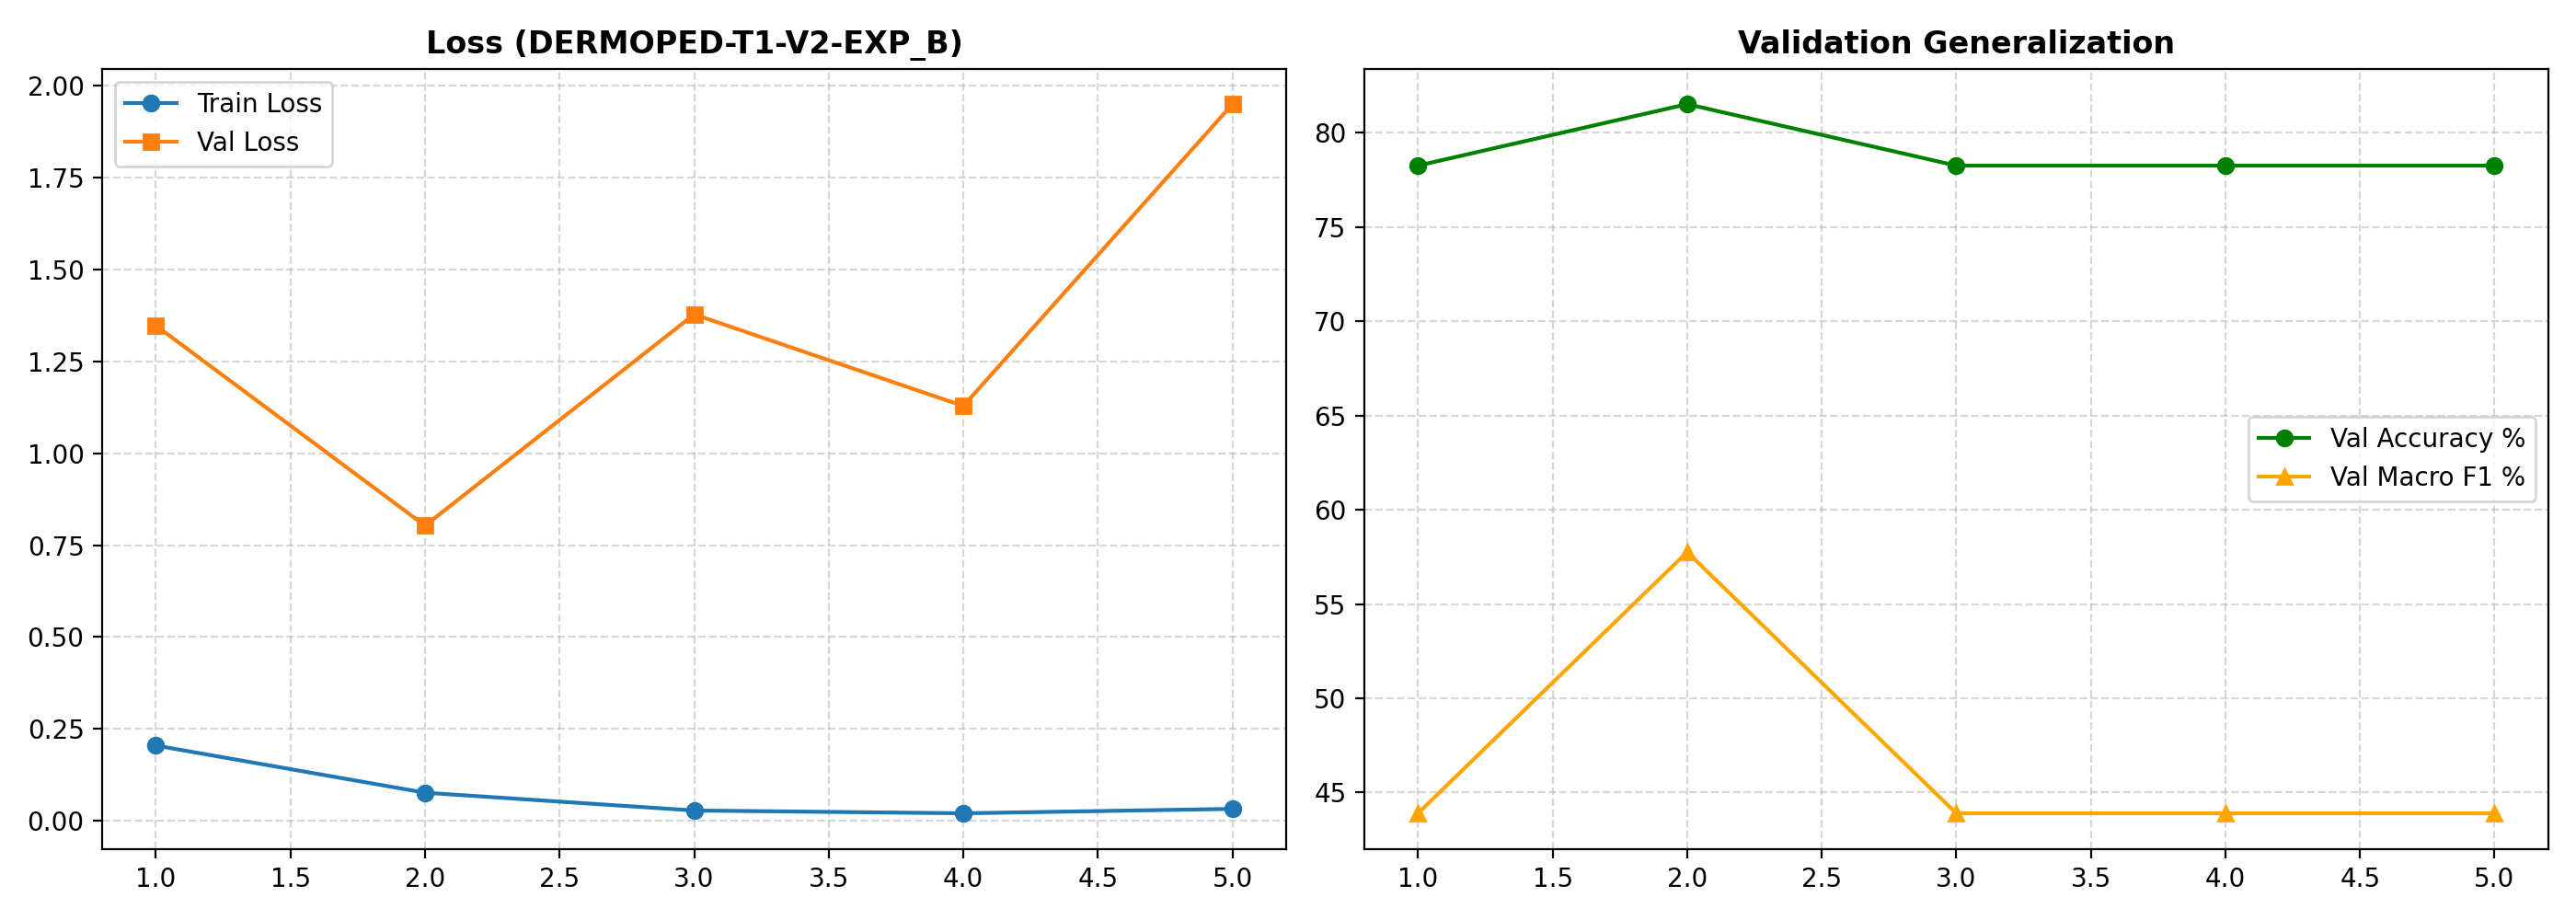 Loss (DERMOPED-T1-V2-EXP_B)
Train Loss
Val Loss
2.00
1.75
1.50
1.25
1.00
0.75
0.50
0.25
0.00
1.0 1.5 2.0 2.5 3.0 3.5 4.0 4.5 5.0
Validation Generalization
Val Accuracy %
Val Macro F1 %
80
75
70
65
60
55
50
45
1.0 1.5 2.0 2.5 3.0 3.5 4.0 4.5 5.0